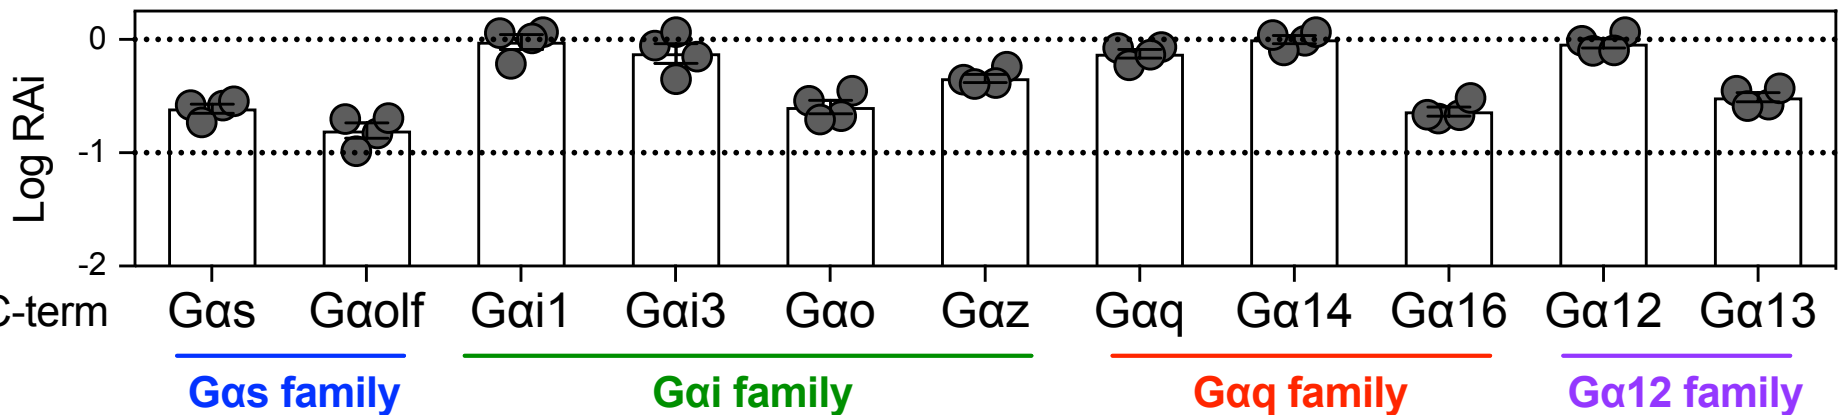 Log RAi
0
-1
-2
C-term Gαs Gαolf Gαi1 Gαi3 Gαo Gαz Gαq Gα14 Gα16 Gα12 Gα13
Gαs family Gαi family Gαq family Gα12 family